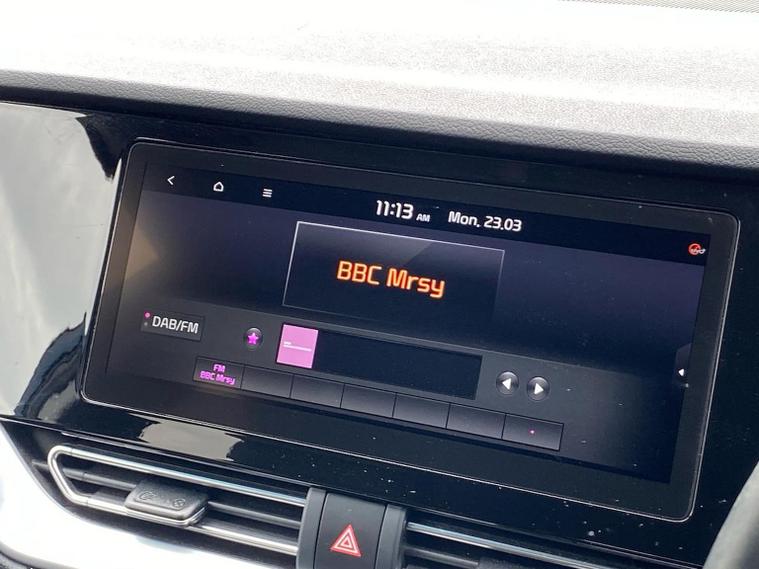 11:13 AM Mon, 23.03
BBC Mrsy
DAB/FM
FM
BBC Mrsy